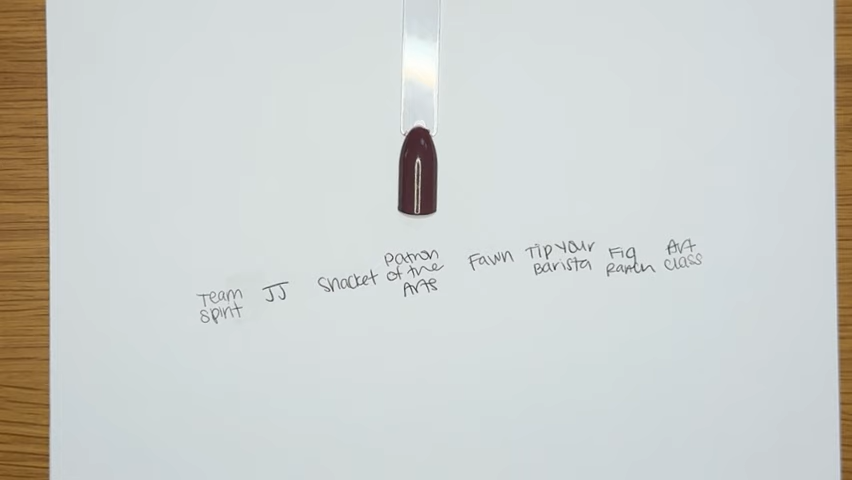 Team
Spirit
JJ
Snacket
Patron
of the
Arts
Fawn
Tip Your
Barista
Fig
Ranch
Art
Class